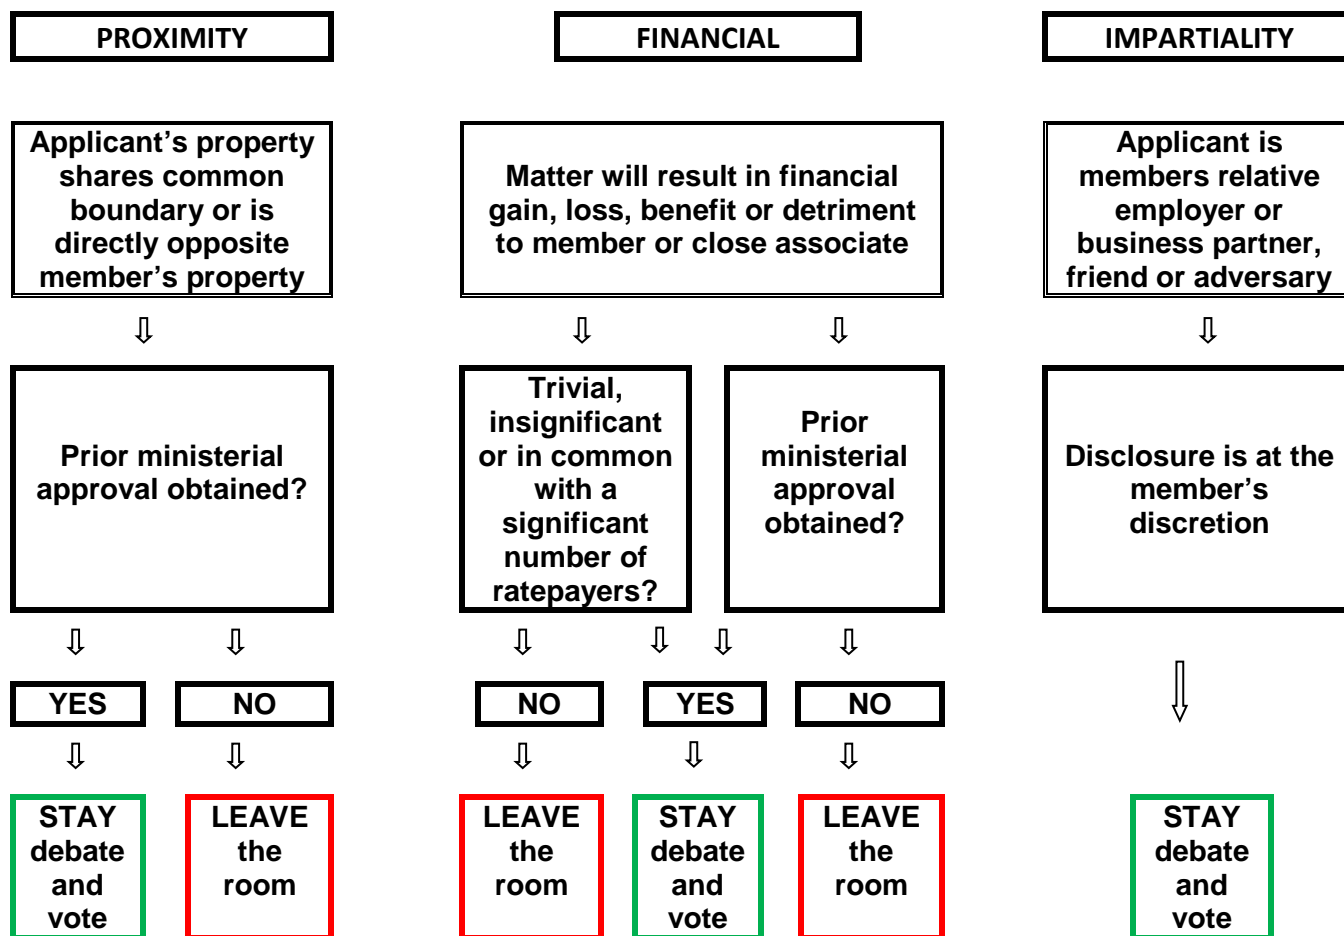 PROXIMITY
FINANCIAL
IMPARTIALITY
Applicant’s property
shares common
boundary or is
directly opposite
member’s property
Matter will result in financial
gain, loss, benefit or detriment
to member or close associate
Applicant is
members relative
employer or
business partner,
friend or adversary
Prior ministerial
approval obtained?
Trivial,
insignificant
or in common
with a
significant
number of
ratepayers?
Prior
ministerial
approval
obtained?
Disclosure is at the
member’s
discretion
YES
NO
NO
YES
NO
STAY
debate
and
vote
LEAVE
the
room
LEAVE
the
room
STAY
debate
and
vote
LEAVE
the
room
STAY
debate
and
vote